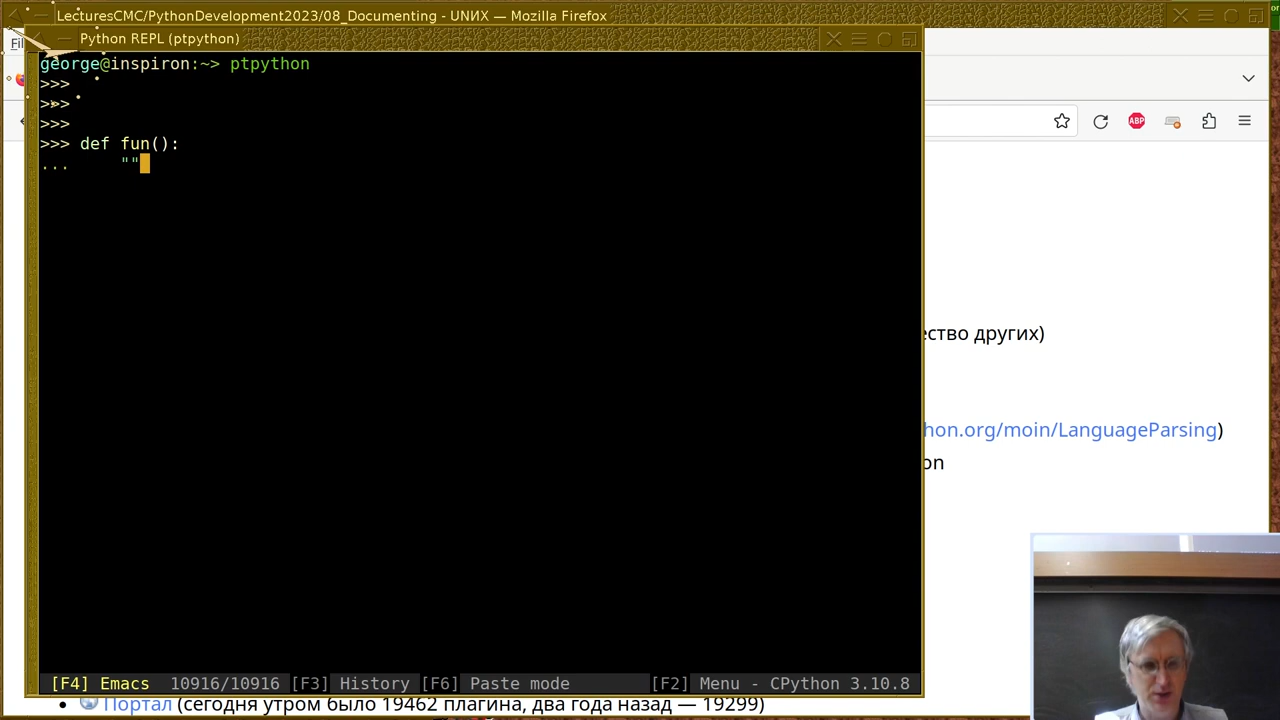 LecturesCMC/PythonDevelopment2023/08_Documenting - UNИX — Mozilla Firefox
Python REPL (ptpython)
Fil
george@inspiron:~> ptpython
>>>
>>>
>>>
>>> def fun():
...     ""
ABP
ество других)
hon.org/moin/LanguageParsing)
on
[F4] Emacs  10916/10916 [F3] History [F6] Paste mode [F2] Menu - CPython 3.10.8
• Портал (сегодня утром было 19462 плагина, два года назад — 19299)